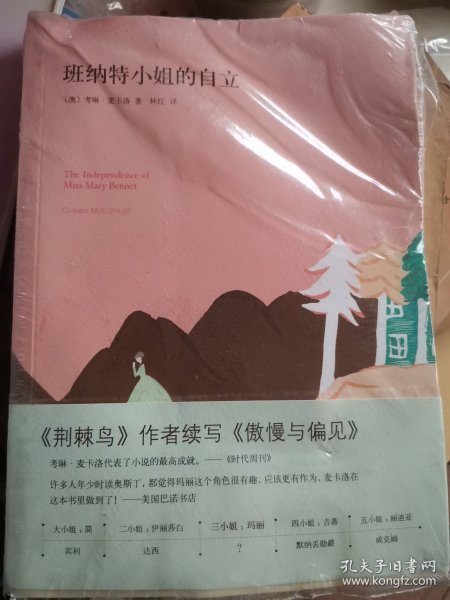 班纳特小姐的自立
〔澳〕考琳·麦卡洛 著 林红 译
The Independence of
Miss Mary Bennet
Colleen McCullough
《荆棘鸟》作者续写《傲慢与偏见》
考琳·麦卡洛代表了小说的最高成就。——《时代周刊》
许多人年少时读奥斯丁，都觉得玛丽这个角色很有趣，应该更有作为，麦卡洛在
这本书里做到了！——美国巴诺书店
大小姐：简 二小姐：伊丽莎白 三小姐：玛丽 四小姐：吉蒂 五小姐：丽迪亚
宾利 达西 ? 默纳丢勋爵 威克姆
孔夫子旧书网